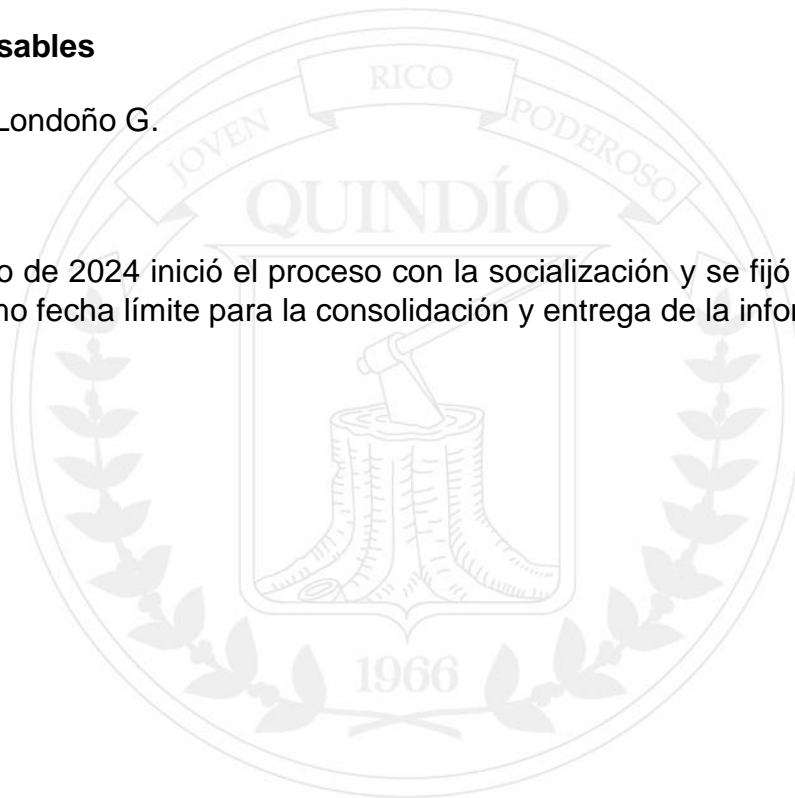 sables
Londoño G.
o de 2024 inició el proceso con la socialización y se fijó
no fecha límite para la consolidación y entrega de la infor
JOVEN RICO PODEROSO
QUINDÍO
1966